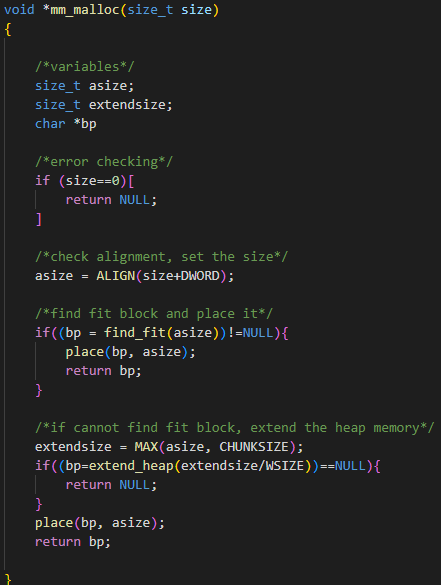 void *mm_malloc(size_t size)
{
/*variables*/
size_t asize;
size_t extendsize;
char *bp
/*error checking*/
if (size==0)[
return NULL;
]
/*check alignment, set the size*/
asize = ALIGN(size+DWORD);
/*find fit block and place it*/
if((bp = find_fit(asize))!=NULL){
place(bp, asize);
return bp;
}
/*if cannot find fit block, extend the heap memory*/
extendsize = MAX(asize, CHUNKSIZE);
if((bp=extend_heap(extendsize/WSIZE))==NULL){
return NULL;
}
place(bp, asize);
return bp;
}